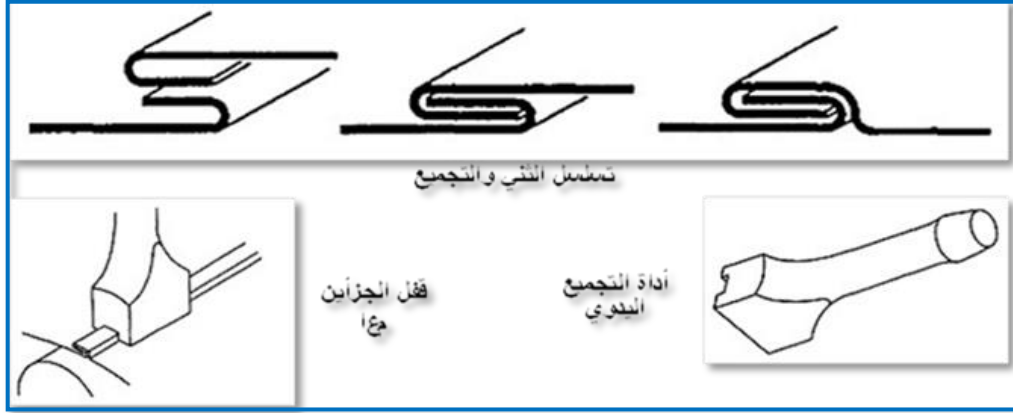 تسلسل الثني والتجميع
أداة التجميع
اليدوي
قفل الجزأين
معا